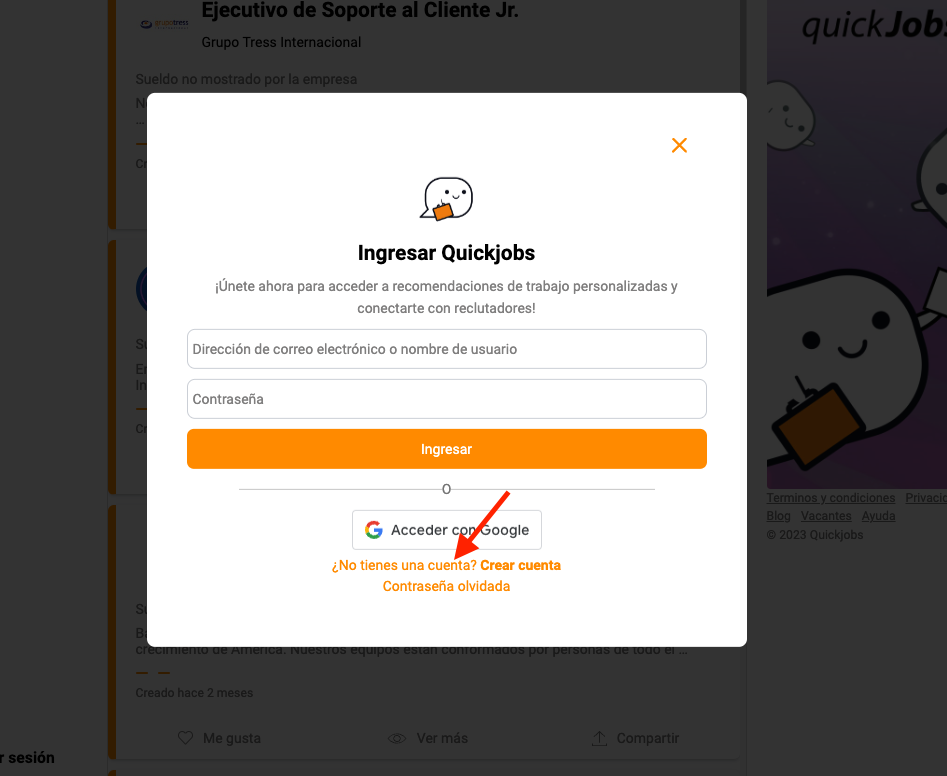 Ejecutivo de Soporte al Cliente Jr.
Grupo Tress Internacional
Sueldo no mostrado por la empresa
quickJobs
Ingresar Quickjobs
¡Únete ahora para acceder a recomendaciones de trabajo personalizadas y
conectarte con reclutadores!
Dirección de correo electrónico o nombre de usuario
Contraseña
Ingresar
O
Acceder con Google
¿No tienes una cuenta? Crear cuenta
Contraseña olvidada
Terminos y condiciones
Blog Vacantes Ayuda
© 2023 Quickjobs
crecimiento de América. Nuestros equipos están conformados por personas de todo el ...
Creado hace 2 meses
Me gusta Ver más Compartir
r sesión